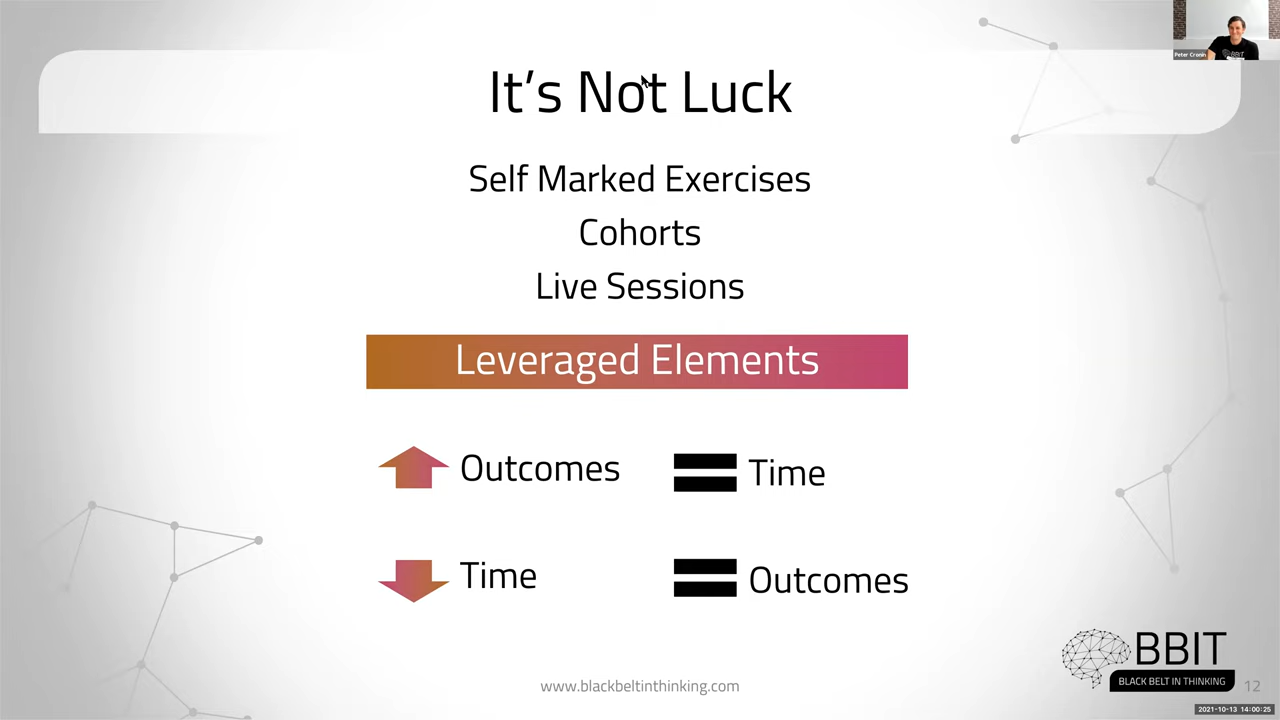 Peter Cronin
It's Not Luck
Self Marked Exercises
Cohorts
Live Sessions
Leveraged Elements
Outcomes
Time
Time
Outcomes
www.blackbeltinthinking.com
BBIT
BLACK BELT IN THINKING
12
2021-10-13 14:00:25